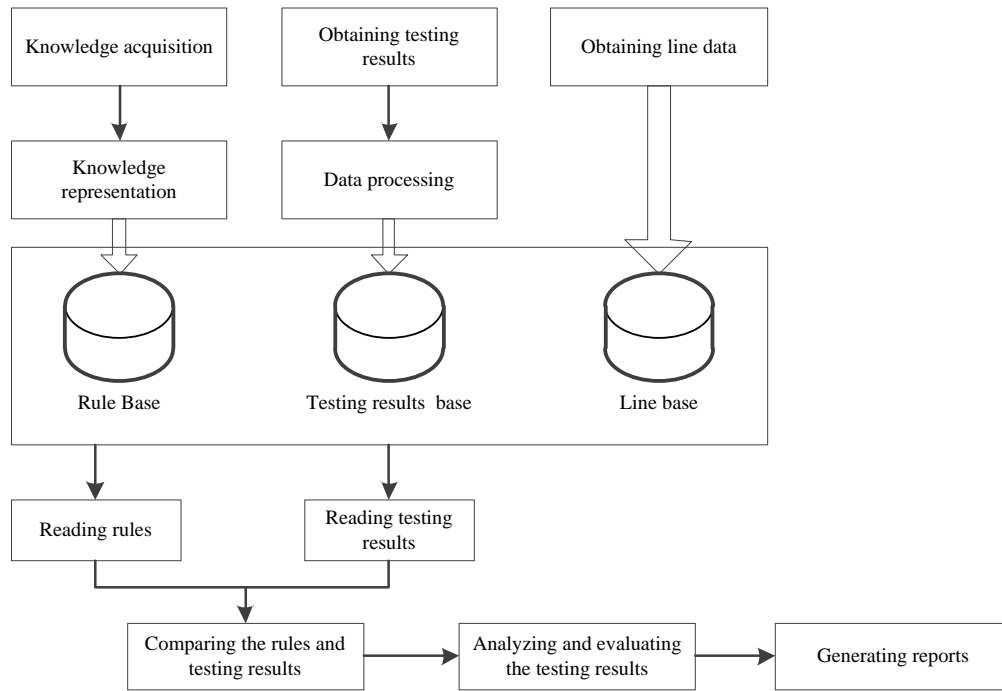 Knowledge acquisition
Obtaining testing
results
Obtaining line data
Knowledge
representation
Data processing
Rule Base
Testing results base
Line base
Reading rules
Reading testing
results
Comparing the rules and
testing results
Analyzing and evaluating
the testing results
Generating reports